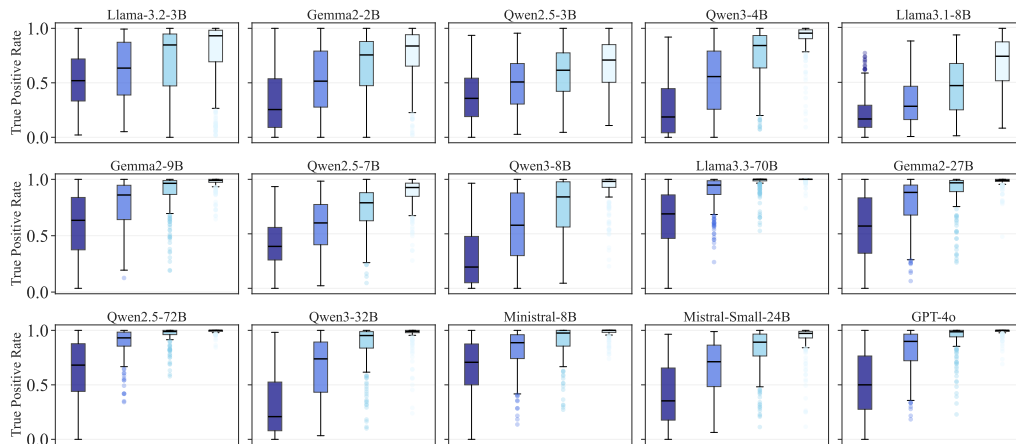 Llama-3.2-3B Gemma2-2B Qwen2.5-3B Qwen3-4B Llama3.1-8B
True Positive Rate
1.0
0.5
0.0
Gemma2-9B Qwen2.5-7B Qwen3-8B Llama3.3-70B Gemma2-27B
True Positive Rate
1.0
0.5
0.0
Qwen2.5-72B Qwen3-32B Ministral-8B Mistral-Small-24B GPT-4o
True Positive Rate
1.0
0.5
0.0